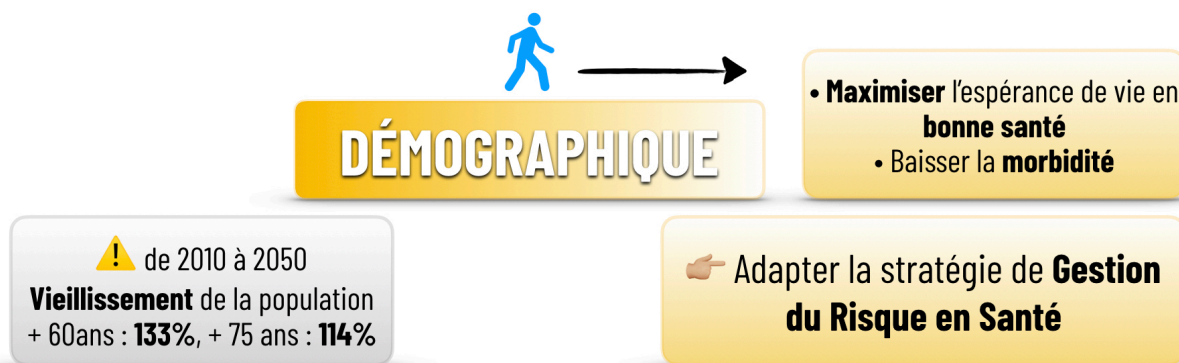 DÉMOGRAPHIQUE
• Maximiser l'espérance de vie en
bonne santé
• Baisser la morbidité
⚠️ de 2010 à 2050
Vieillissement de la population
+ 60ans : 133%, + 75 ans : 114%
👉 Adapter la stratégie de Gestion
du Risque en Santé